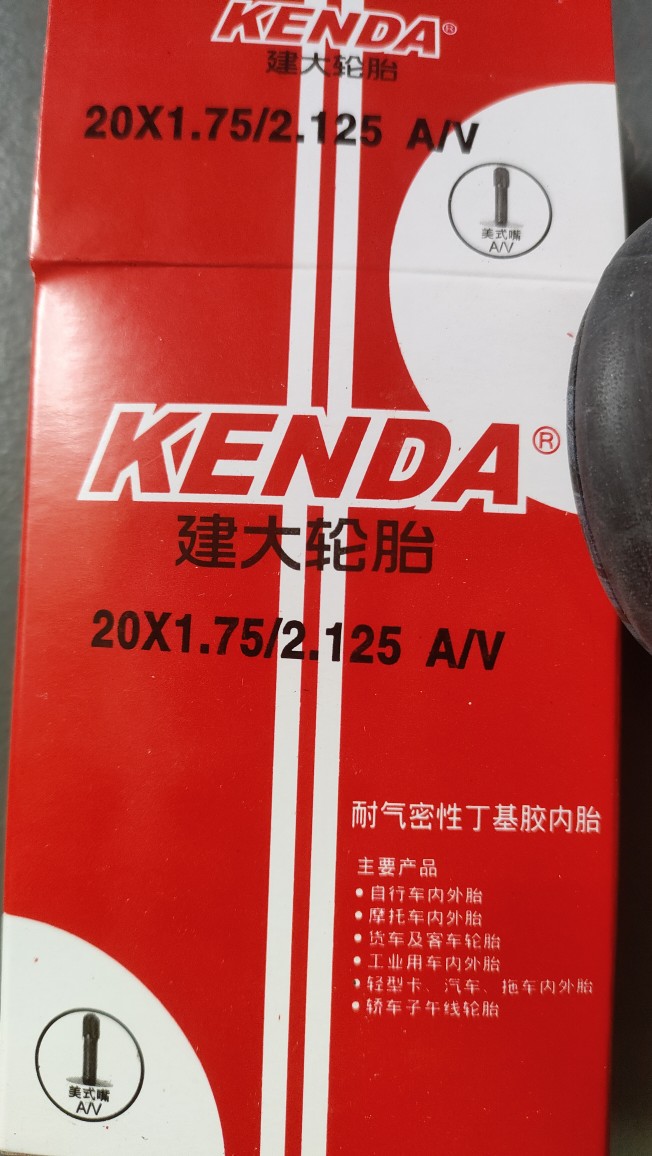 KENDA®
建大轮胎
20X1.75/2.125 A/V
美式嘴
A/V
KENDA®
建大轮胎
20X1.75/2.125 A/V
耐气密性丁基胶内胎
主要产品
• 自行车内外胎
• 摩托车内外胎
• 货车及客车轮胎
• 工业用车内外胎
• 轻型卡、汽车、拖车内外胎
• 轿车子午线轮胎
美式嘴
A/V